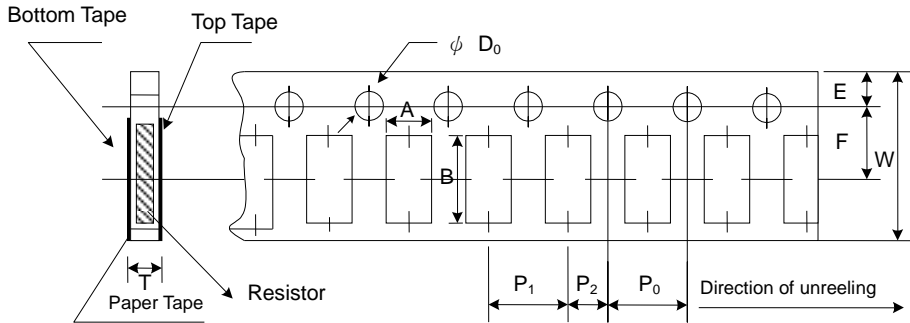 Bottom Tape
Top Tape
φ D₀
A
B
E
F
W
T
Paper Tape
Resistor
P₁
P₂
P₀
Direction of unreeling